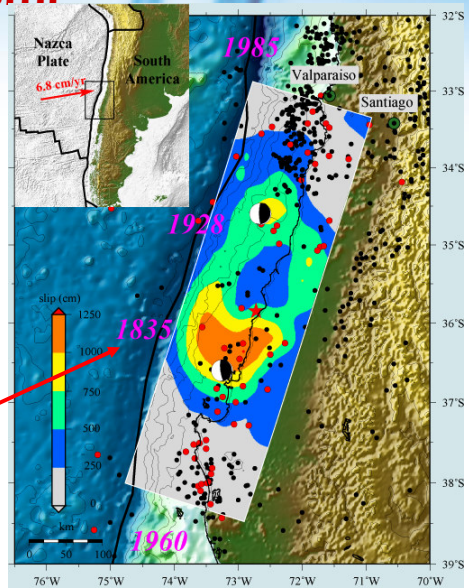 Nazca
Plate
South
America
6.8 cm/yr
1985
Valparaiso
Santiago
1928
1835
1960
slip (cm)
1250
1000
750
500
250
0
km
0 50 100
32°S
33°S
34°S
35°S
36°S
37°S
38°S
39°S
76°W 75°W 74°W 73°W 72°W 71°W 70°W